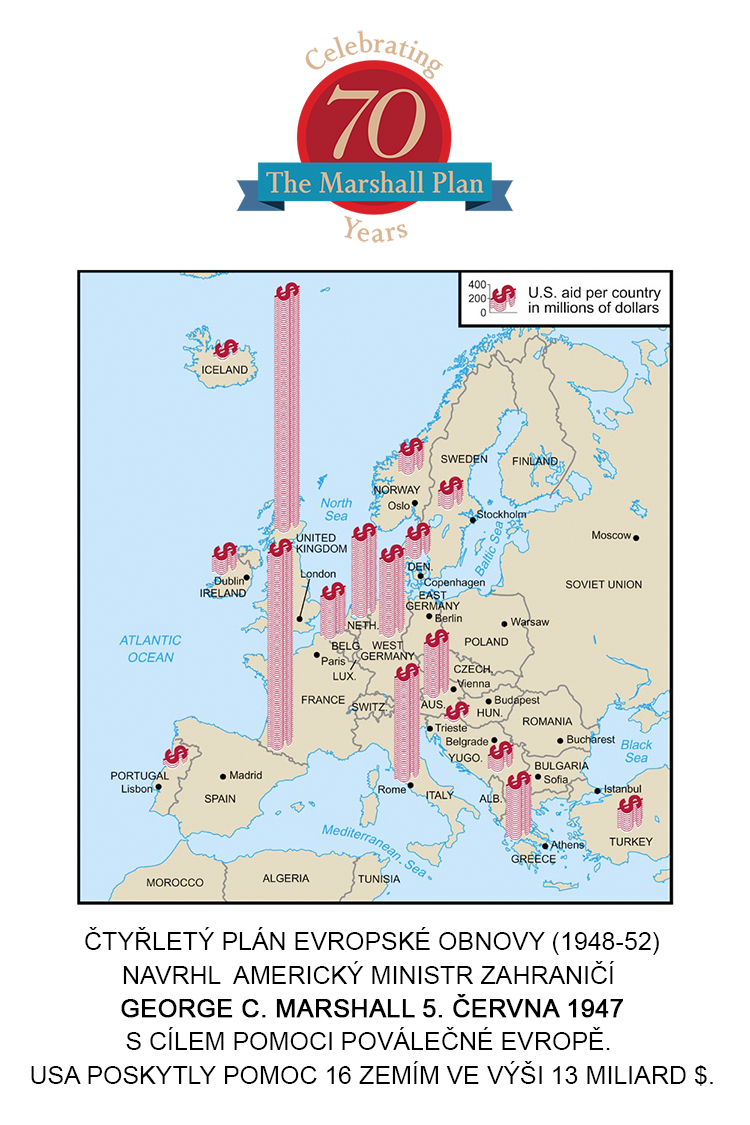 Celebrating
70
The Marshall Plan
Years
400
200
0
U.S. aid per country
in millions of dollars
ICELAND
SWEDEN
FINLAND
NORWAY
Oslo
Stockholm
North
Sea
Baltic Sea
Moscow
UNITED
KINGDOM
London
Dublin
IRELAND
DEN.
Copenhagen
SOVIET UNION
EAST
GERMANY
Berlin
Warsaw
NETH.
POLAND
ATLANTIC
OCEAN
BELG.
WEST
GERMANY
Paris
LUX.
CZECH.
Vienna
FRANCE
SWITZ.
AUS.
Budapest
HUN.
ROMANIA
Trieste
Belgrade
Bucharest
Black
Sea
YUGO.
BULGARIA
Sofia
PORTUGAL
Lisbon
Madrid
SPAIN
Rome
ITALY
ALB.
Istanbul
Mediterranean Sea
Athens
GREECE
TURKEY
MOROCCO
ALGERIA
TUNISIA
ČTYŘLETÝ PLÁN EVROPSKÉ OBNOVY (1948-52)
NAVRHL AMERICKÝ MINISTR ZAHRANIČÍ
GEORGE C. MARSHALL 5. ČERVNA 1947
S CÍLEM POMOCI POVÁLEČNÉ EVROPĚ.
USA POSKYTLY POMOC 16 ZEMÍM VE VÝŠI 13 MILIARD $.